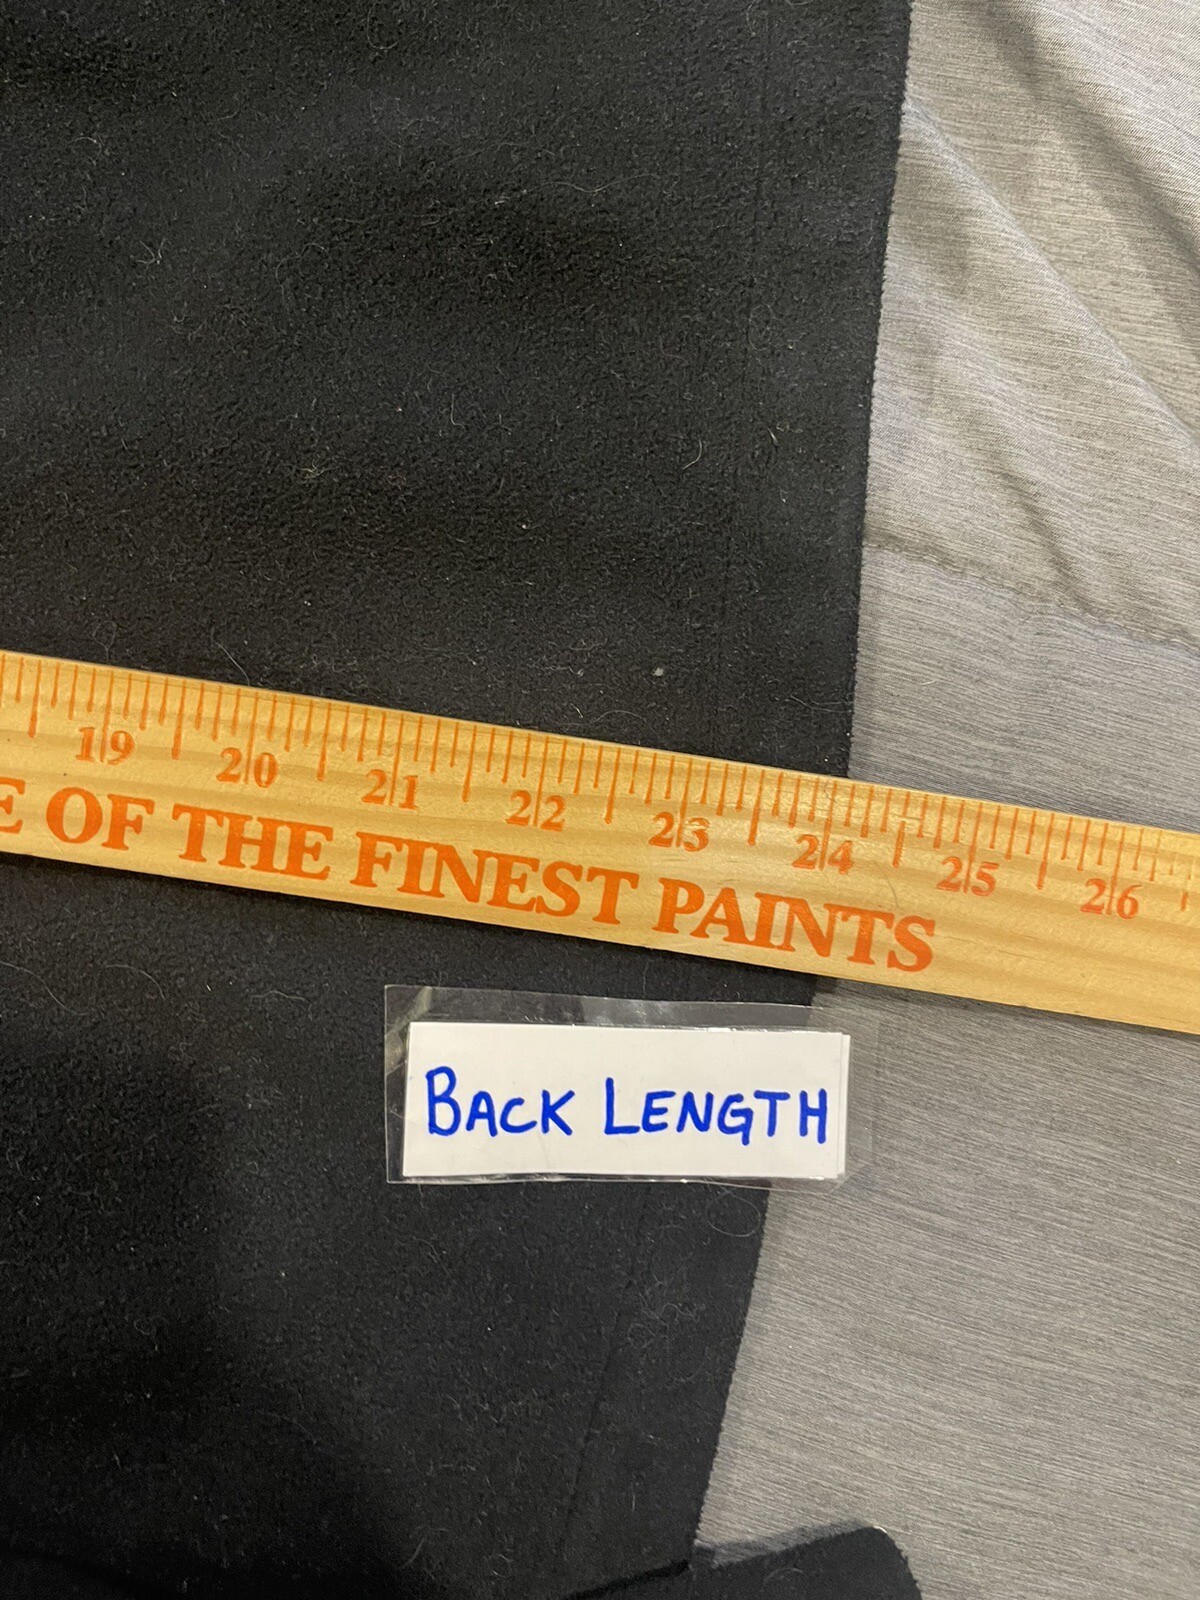 19 20 21 22 23 24 25 26
E OF THE FINEST PAINTS
BACK LENGTH